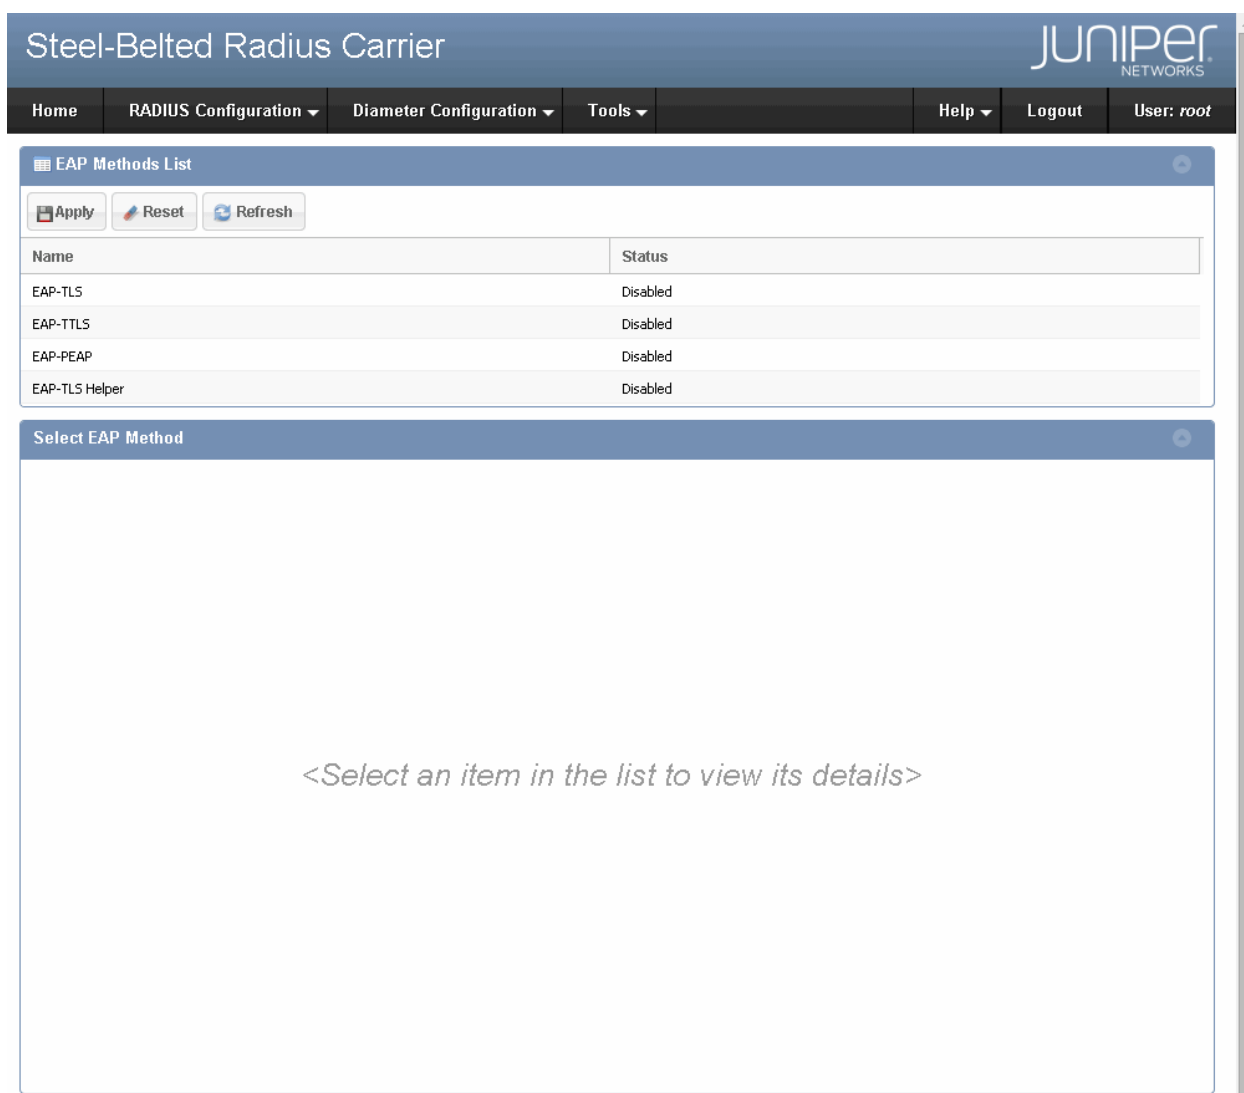 Steel-Belted Radius Carrier
JUNIPER
NETWORKS
Home RADIUS Configuration Diameter Configuration Tools Help Logout User: root
EAP Methods List
Apply Reset Refresh
Name Status
EAP-TLS Disabled
EAP-TTLS Disabled
EAP-PEAP Disabled
EAP-TLS Helper Disabled
Select EAP Method
<Select an item in the list to view its details>